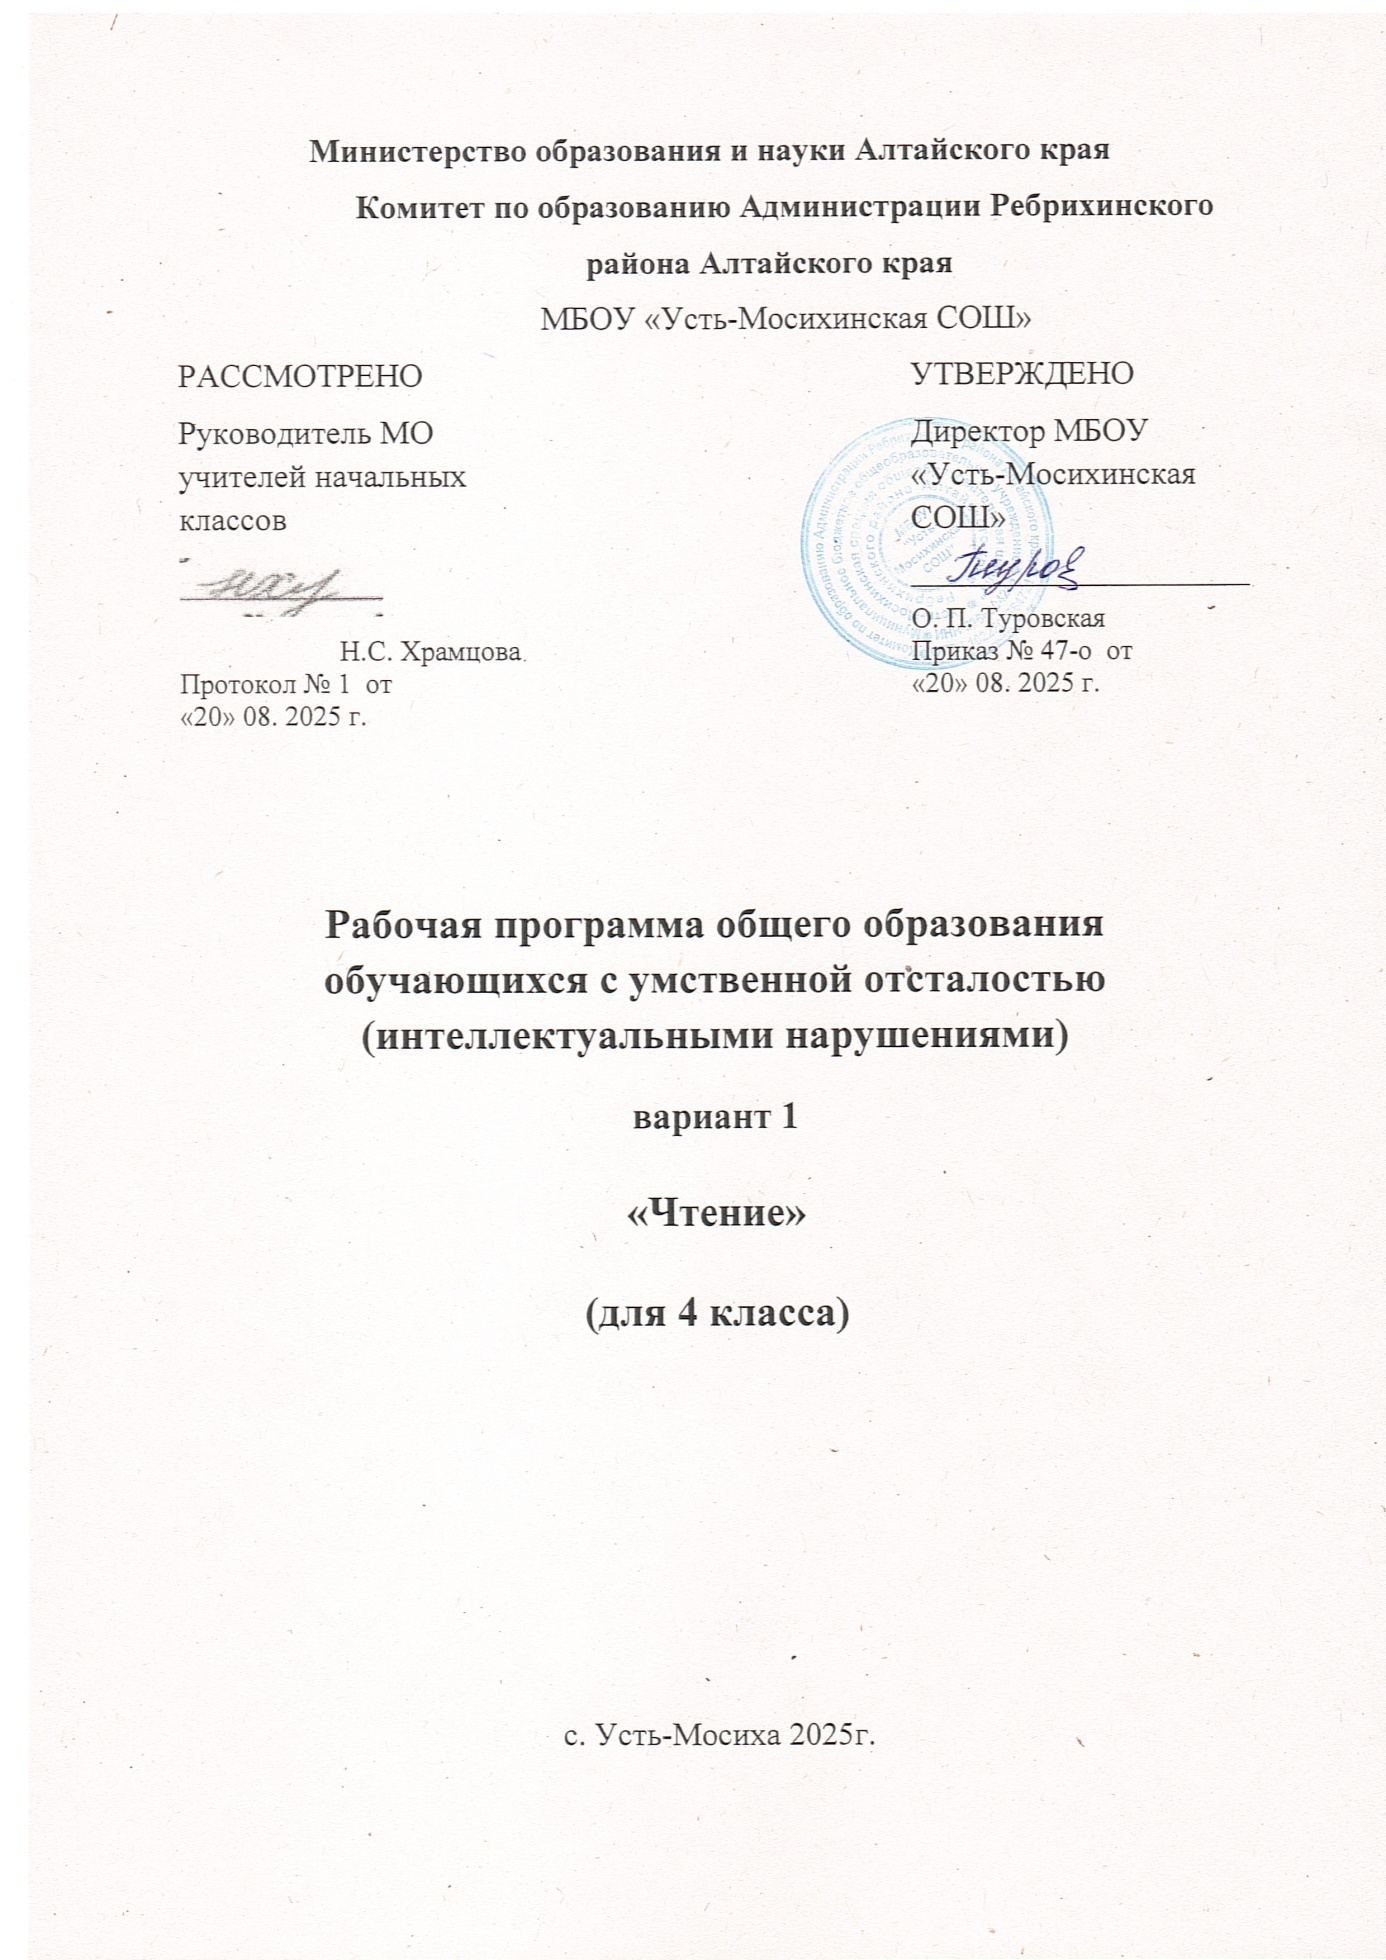 Министерство образования и науки Алтайского края
Комитет по образованию Администрации Ребрихинского
района Алтайского края
МБОУ «Усть-Мосихинская СОШ»
РАССМОТРЕНО
Руководитель МО
учителей начальных
классов
Н.С. Храмцова
Протокол № 1 от
«20» 08. 2025 г.
УТВЕРЖДЕНО
Директор МБОУ
«Усть-Мосихинская
СОШ»
О. П. Туровская
Приказ № 47-о от
«20» 08. 2025 г.
Рабочая программа общего образования
обучающихся с умственной отсталостью
(интеллектуальными нарушениями)
вариант 1
«Чтение»
(для 4 класса)
с. Усть-Мосиха 2025г.